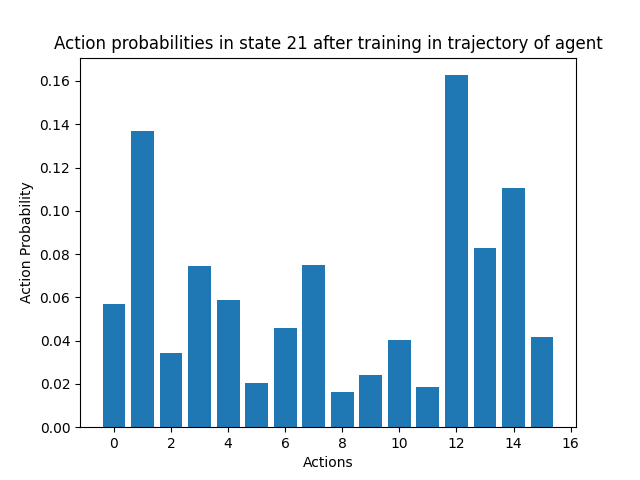 Action probabilities in state 21 after training in trajectory of agent
0.16
0.14
0.12
0.10
0.08
0.06
0.04
0.02
0.00
Action Probability
0 2 4 6 8 10 12 14 16
Actions